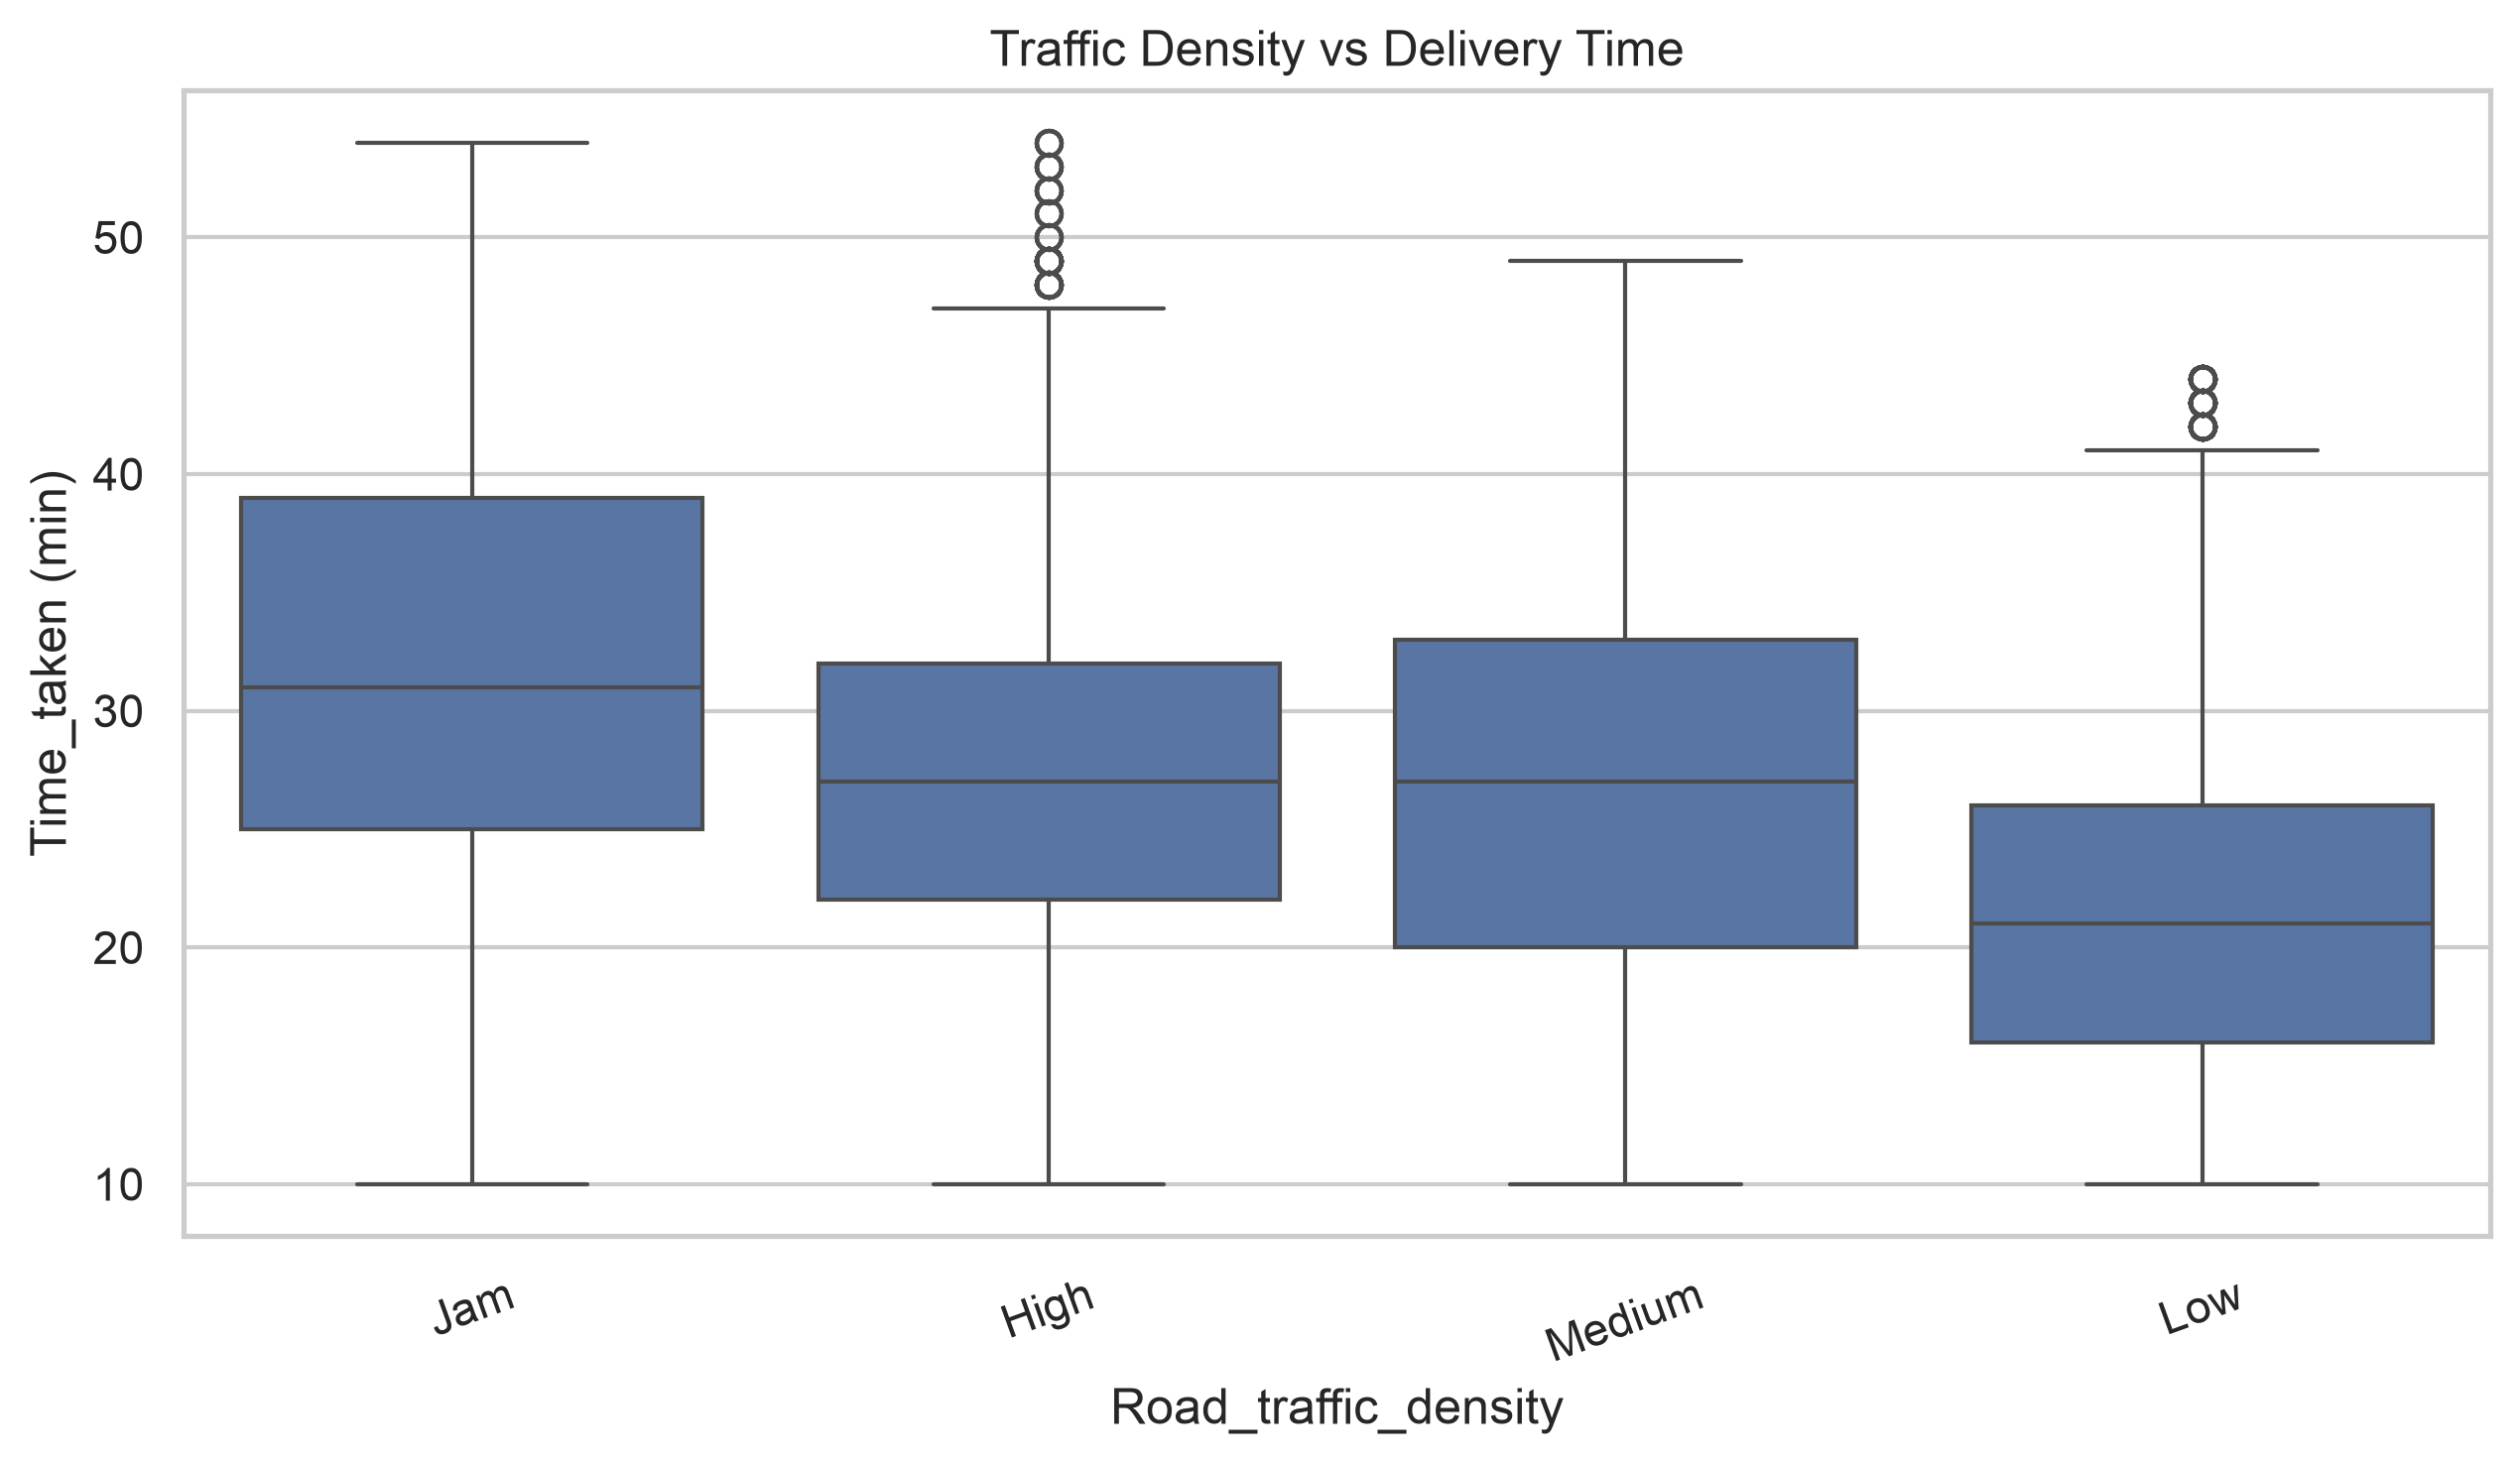 Traffic Density vs Delivery Time
Time_taken (min)
50
40
30
20
10
Jam
High
Medium
Low
Road_traffic_density